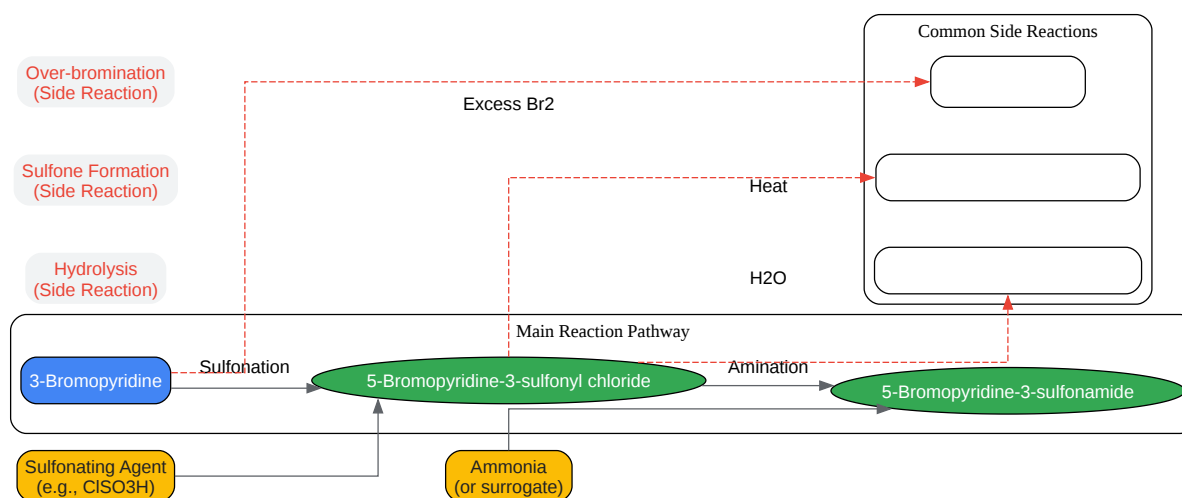 Common Side Reactions
Over-bromination
(Side Reaction)
Excess Br2
Sulfone Formation
(Side Reaction)
Heat
Hydrolysis
(Side Reaction)
H2O
Main Reaction Pathway
3-Bromopyridine
Sulfonation
5-Bromopyridine-3-sulfonyl chloride
Amination
5-Bromopyridine-3-sulfonamide
Sulfonating Agent
(e.g., ClSO3H)
Ammonia
(or surrogate)